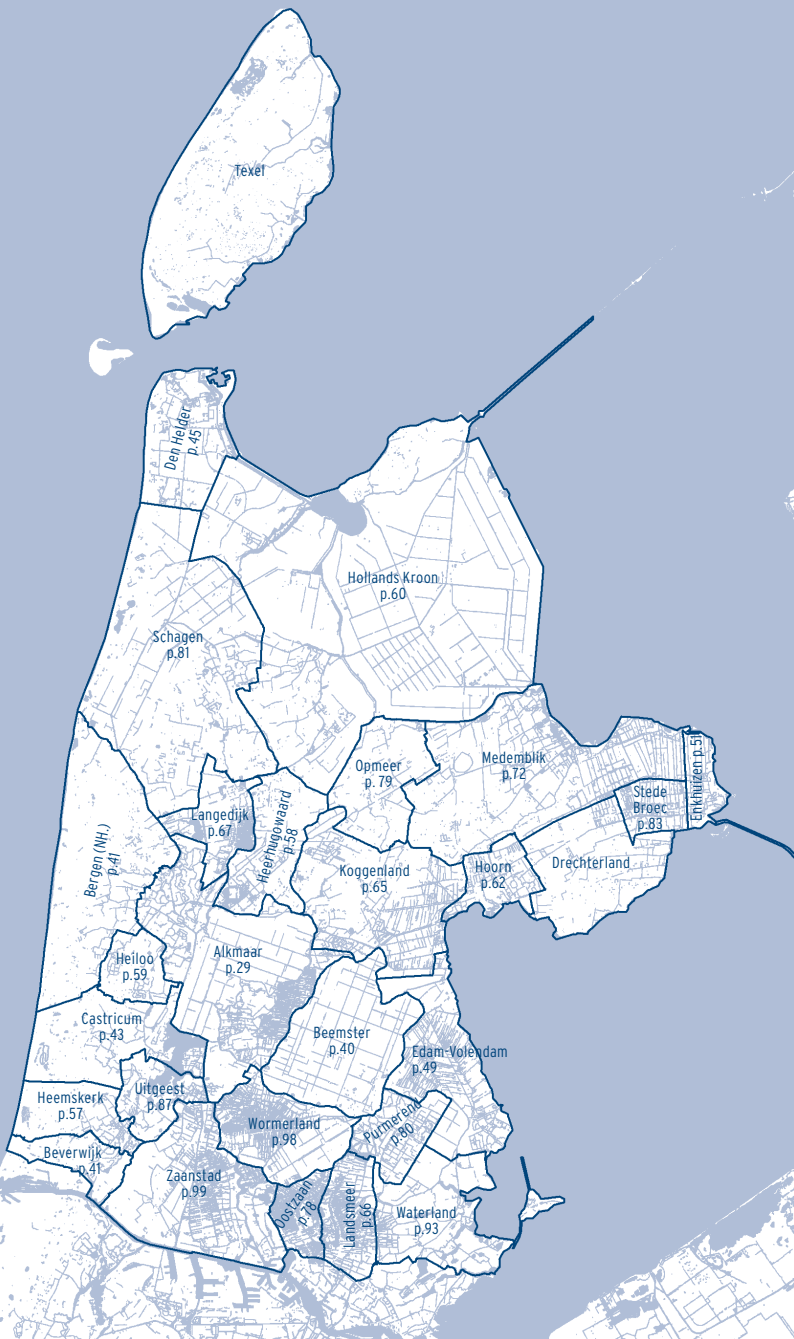 Texel
Den Helder
p.45
Hollands Kroon
p.60
Schagen
p.81
Opmeer
p. 79
Medemblik
p.72
Enkhuizen p.51
Stede
Broec
p.83
Langedijk
p.67
Heerhugowaard
p.58
Bergen (NH.)
p.41
Koggenland
p.65
Hoorn
p.62
Drechterland
Heiloo
p.59
Alkmaar
p.29
Castricum
p.43
Beemster
p.40
Edam-Volendam
p.49
Heemskerk
p.57
Uitgeest
p.87
Wormerland
p.98
Purmerend
p.80
Beverwijk
p.41
Zaanstad
p.99
Oostzaan
p.78
Landsmeer
p.66
Waterland
p.93